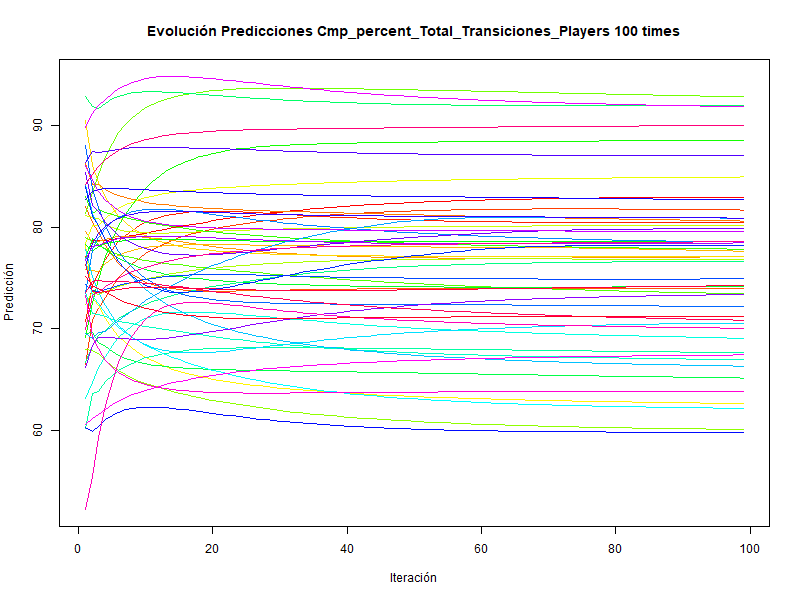 Evolución Predicciones Cmp_percent_Total_Transiciones_Players 100 times
Predicción
90
80
70
60
0 20 40 60 80 100
Iteración